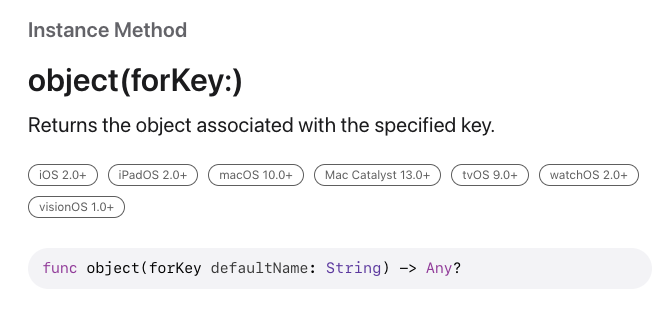 Instance Method
object(forKey:)
Returns the object associated with the specified key.
iOS 2.0+ iPadOS 2.0+ macOS 10.0+ Mac Catalyst 13.0+ tvOS 9.0+ watchOS 2.0+
visionOS 1.0+
func object(forKey defaultName: String) -> Any?